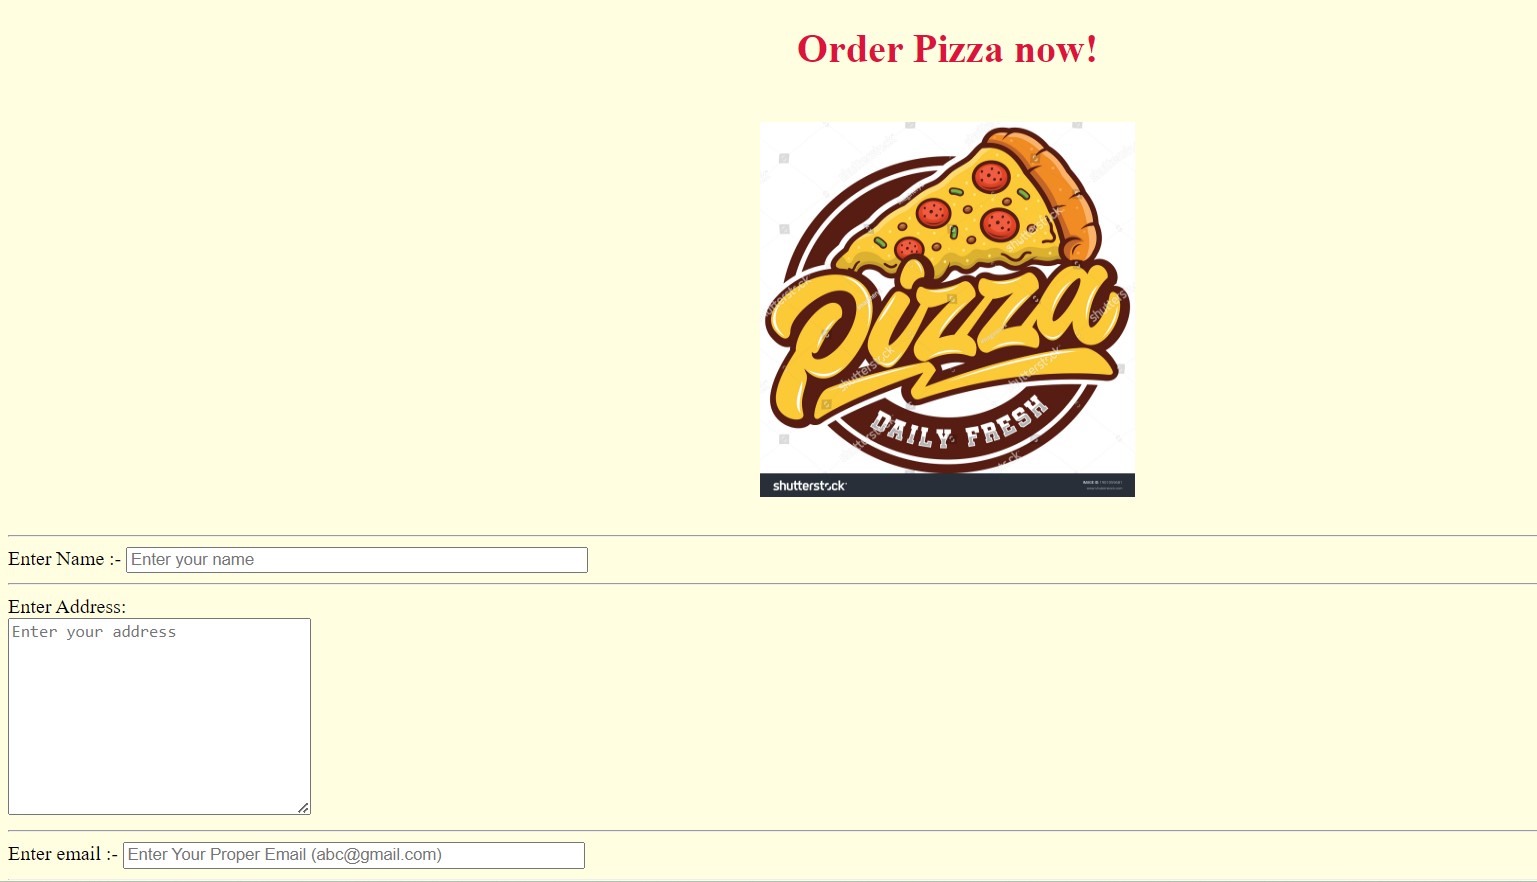 Order Pizza now!
Pizza
DAILY FRESH
shutterstock
Enter Name :- Enter your name
Enter Address:
Enter your address
Enter email :- Enter Your Proper Email (abc@gmail.com)